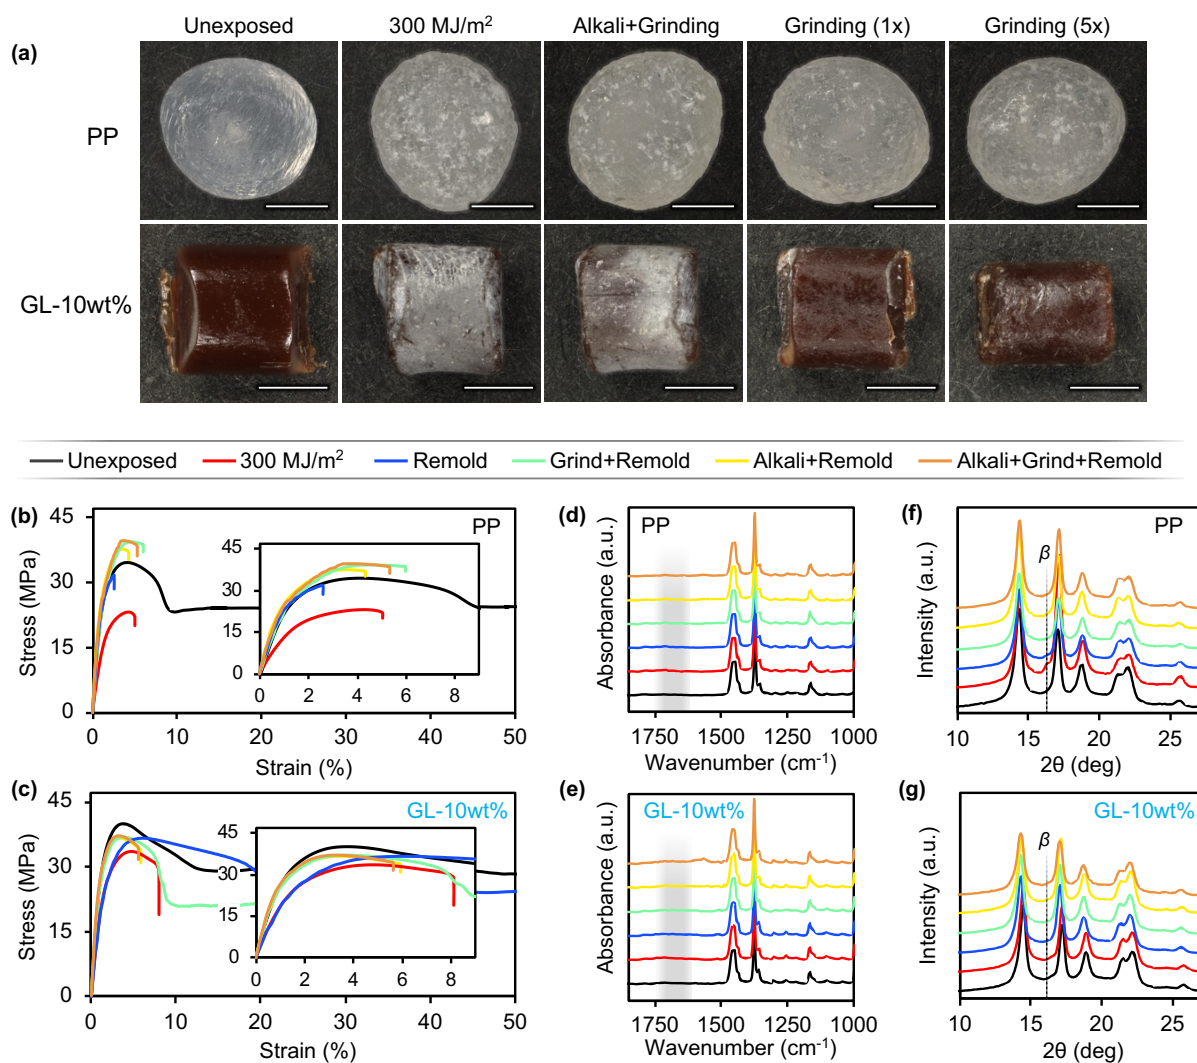 Unexposed 300 MJ/m² Alkali+Grinding Grinding (1x) Grinding (5x)
(a)
PP
GL-10wt%
Unexposed 300 MJ/m² Remold Grind+Remold Alkali+Remold Alkali+Grind+Remold
(b)
PP
Stress (MPa)
45
30
15
0
0 10 20 30 40 50
Strain (%)
45
30
15
0
0 2 4 6 8
(d)
PP
Absorbance (a.u.)
1750 1500 1250 1000
Wavenumber (cm⁻¹)
(f)
PP
β
Intensity (a.u.)
10 15 20 25
2θ (deg)
(c)
GL-10wt%
Stress (MPa)
45
30
15
0
0 10 20 30 40 50
Strain (%)
45
30
15
0
0 2 4 6 8
(e)
GL-10wt%
Absorbance (a.u.)
1750 1500 1250 1000
Wavenumber (cm⁻¹)
(g)
GL-10wt%
β
Intensity (a.u.)
10 15 20 25
2θ (deg)